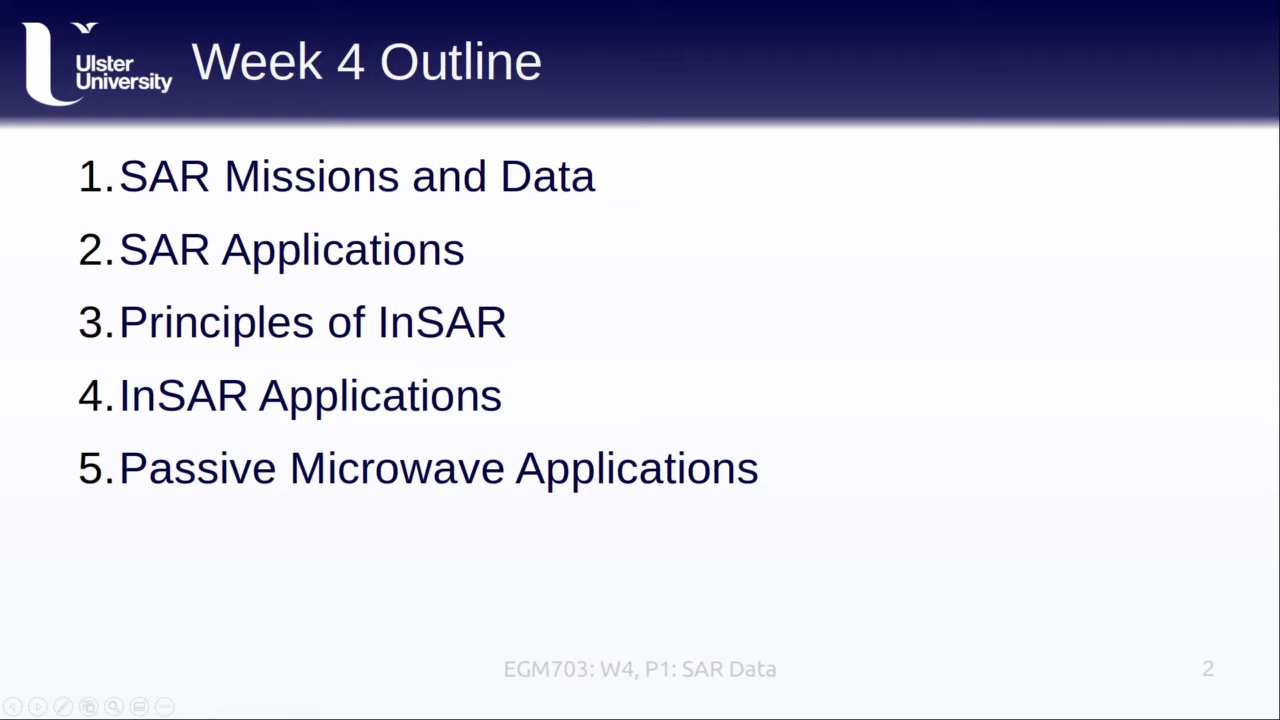 Ulster
University
Week 4 Outline
1. SAR Missions and Data
2. SAR Applications
3. Principles of InSAR
4. InSAR Applications
5. Passive Microwave Applications
EGM703: W4, P1: SAR Data
2